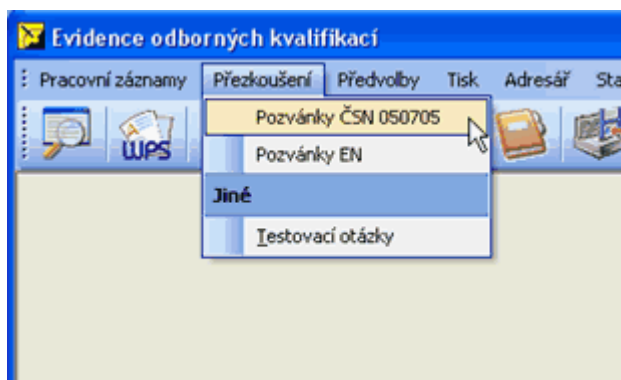 Evidence odborných kvalifikací
Pracovní záznamy Přezkoušení Předvolby Tisk Adresář
WPS
Pozvánky ČSN 050705
Pozvánky EN
Jiné
Testovací otázky